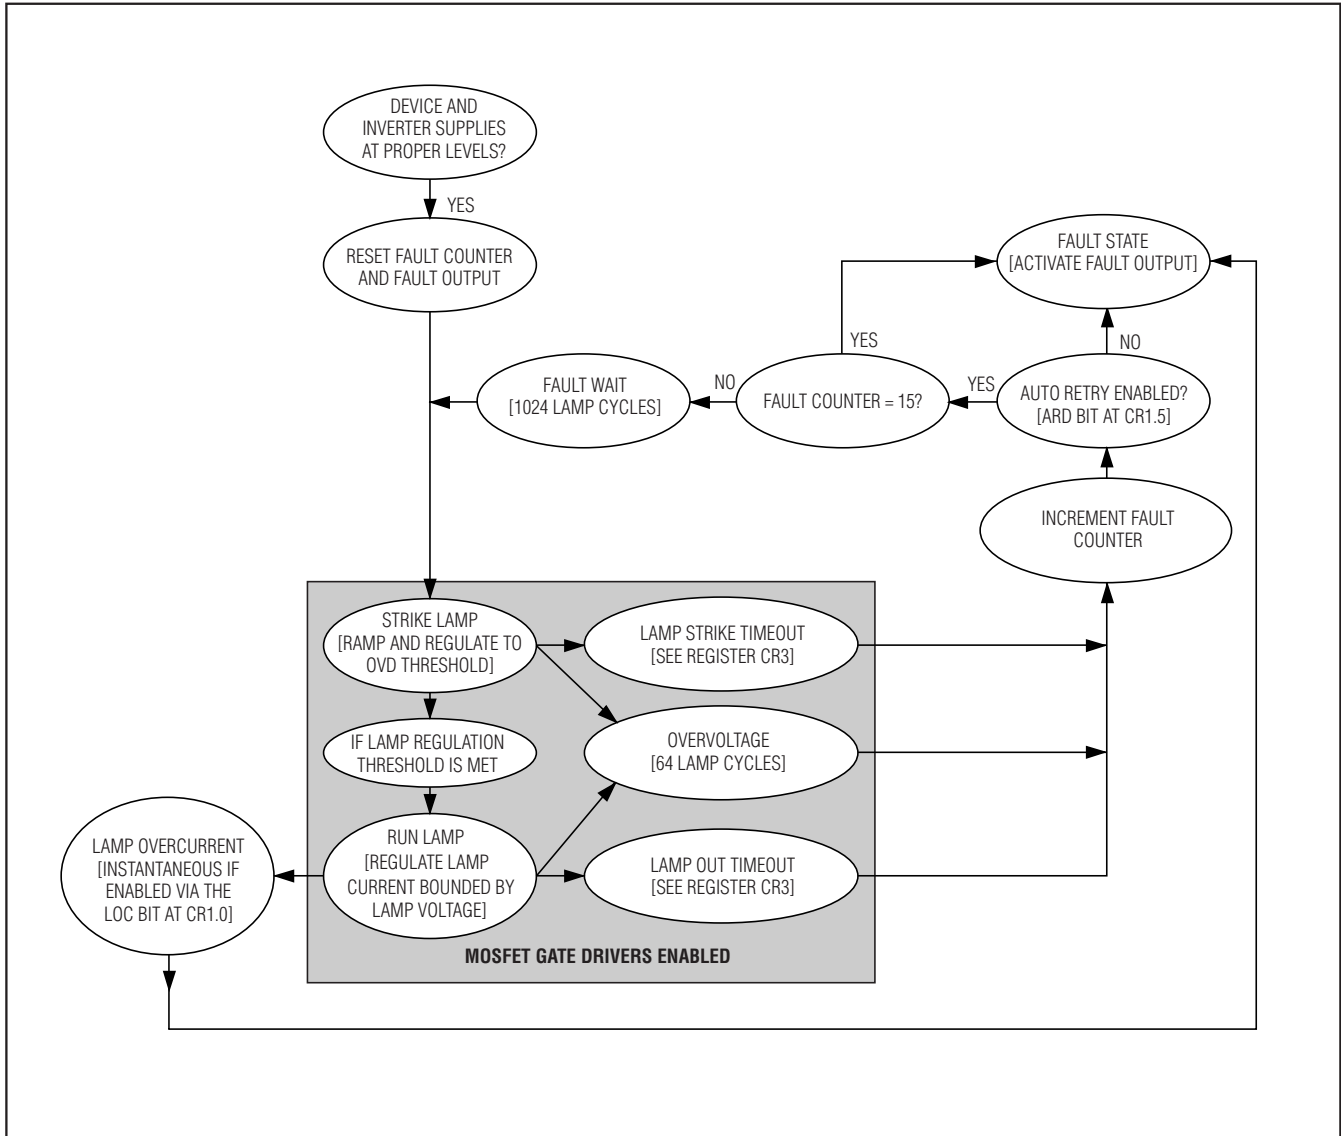 DEVICE AND
INVERTER SUPPLIES
AT PROPER LEVELS?
YES
RESET FAULT COUNTER
AND FAULT OUTPUT
FAULT STATE
[ACTIVATE FAULT OUTPUT]
YES
NO
FAULT WAIT
[1024 LAMP CYCLES]
NO
FAULT COUNTER = 15?
YES
AUTO RETRY ENABLED?
[ARD BIT AT CR1.5]
INCREMENT FAULT
COUNTER
STRIKE LAMP
[RAMP AND REGULATE TO
OVD THRESHOLD]
LAMP STRIKE TIMEOUT
[SEE REGISTER CR3]
IF LAMP REGULATION
THRESHOLD IS MET
OVERVOLTAGE
[64 LAMP CYCLES]
LAMP OVERCURRENT
[INSTANTANEOUS IF
ENABLED VIA THE
LOC BIT AT CR1.0]
RUN LAMP
[REGULATE LAMP
CURRENT BOUNDED BY
LAMP VOLTAGE]
LAMP OUT TIMEOUT
[SEE REGISTER CR3]
MOSFET GATE DRIVERS ENABLED